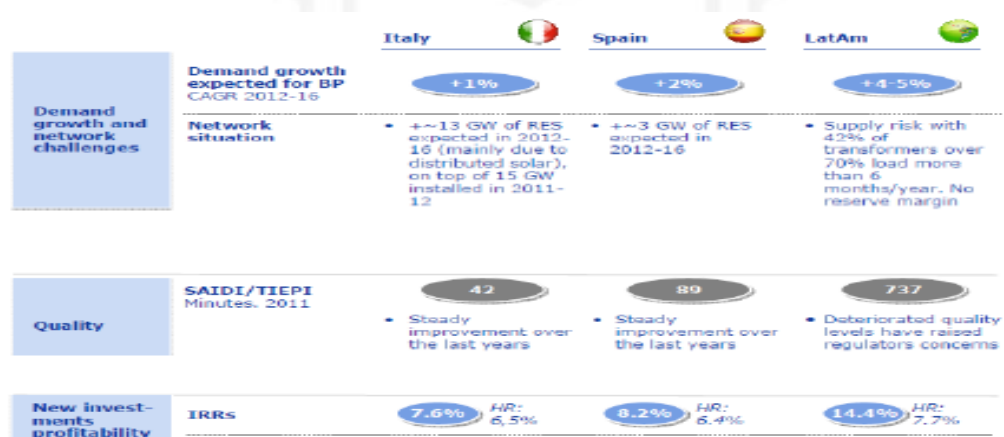 Italy
Spain
LatAm
Demand growth and network challenges
Demand growth
expected for BP
CAGR 2012-16
+1%
+2%
+4-5%
Network
situation
• +~13 GW of RES
expected in 2012-
16 (mainly due to
distributed solar),
on top of 15 GW
installed in 2011-
12
• +~3 GW of RES
expected in
2012-16
• Supply risk with
42% of
transformers over
70% load more
than 6
months/year. No
reserve margin
Quality
SAIDI/TIEPI
Minutes. 2011
42
89
737
• Steady
improvement over
the last years
• Steady
improvement over
the last years
• Deteriorated quality
levels have raised
regulators concerns
New invest-
ments
profitability
IRRs
7.6%
HR:
6,5%
8.2%
HR:
6.4%
14.4%
HR:
7.7%